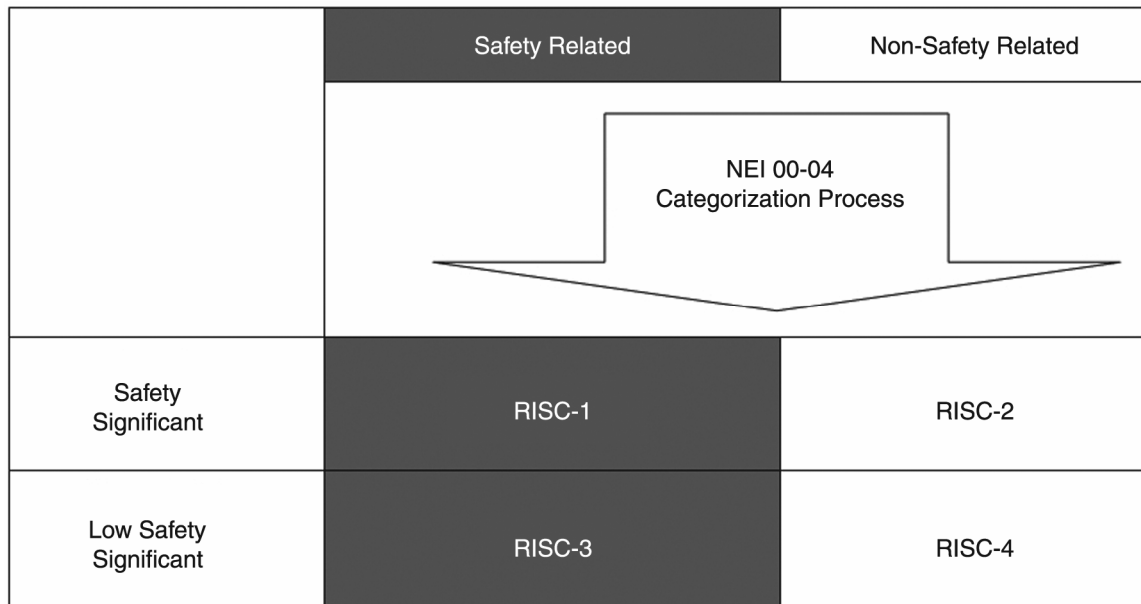 Safety Related
Non-Safety Related
NEI 00-04
Categorization Process
Safety
Significant
RISC-1
RISC-2
Low Safety
Significant
RISC-3
RISC-4